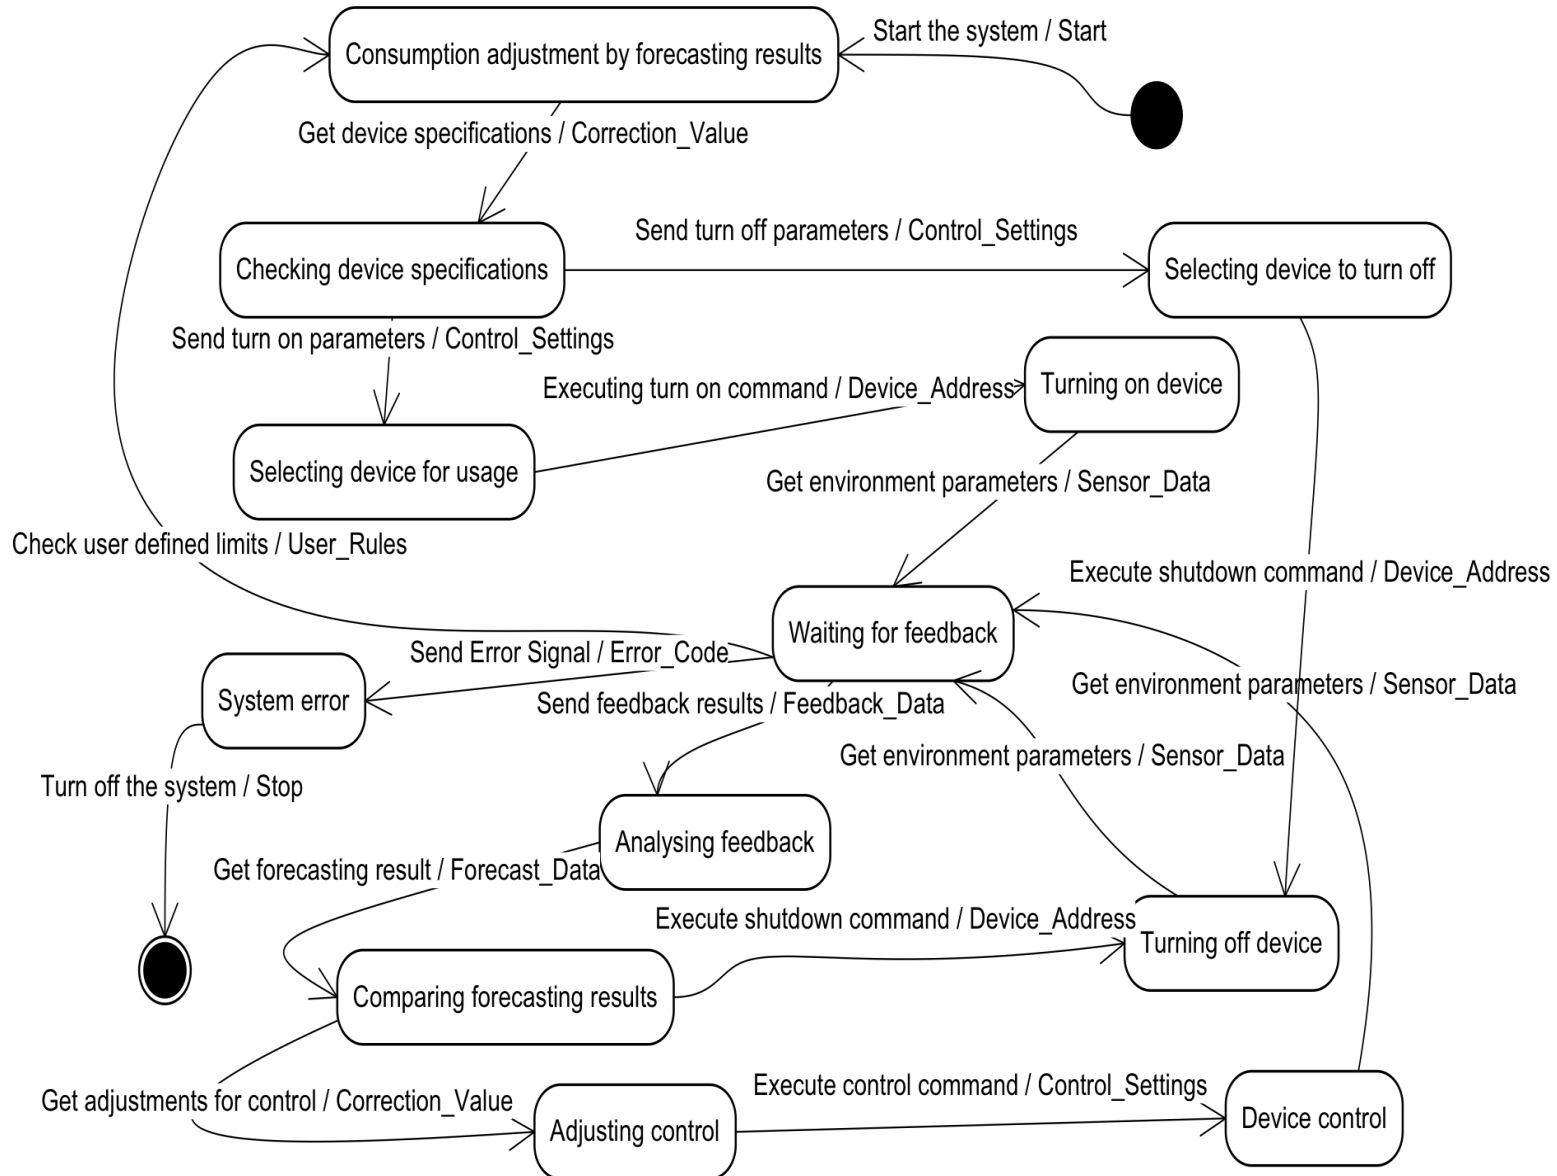 Start the system / Start
Consumption adjustment by forecasting results
Get device specifications / Correction_Value
Send turn off parameters / Control_Settings
Checking device specifications
Selecting device to turn off
Send turn on parameters / Control_Settings
Executing turn on command / Device_Address
Turning on device
Selecting device for usage
Get environment parameters / Sensor_Data
Check user defined limits / User_Rules
Execute shutdown command / Device_Address
Waiting for feedback
Send Error Signal / Error_Code
Get environment parameters / Sensor_Data
System error
Send feedback results / Feedback_Data
Get environment parameters / Sensor_Data
Turn off the system / Stop
Analysing feedback
Get forecasting result / Forecast_Data
Execute shutdown command / Device_Address
Turning off device
Comparing forecasting results
Execute control command / Control_Settings
Get adjustments for control / Correction_Value
Device control
Adjusting control